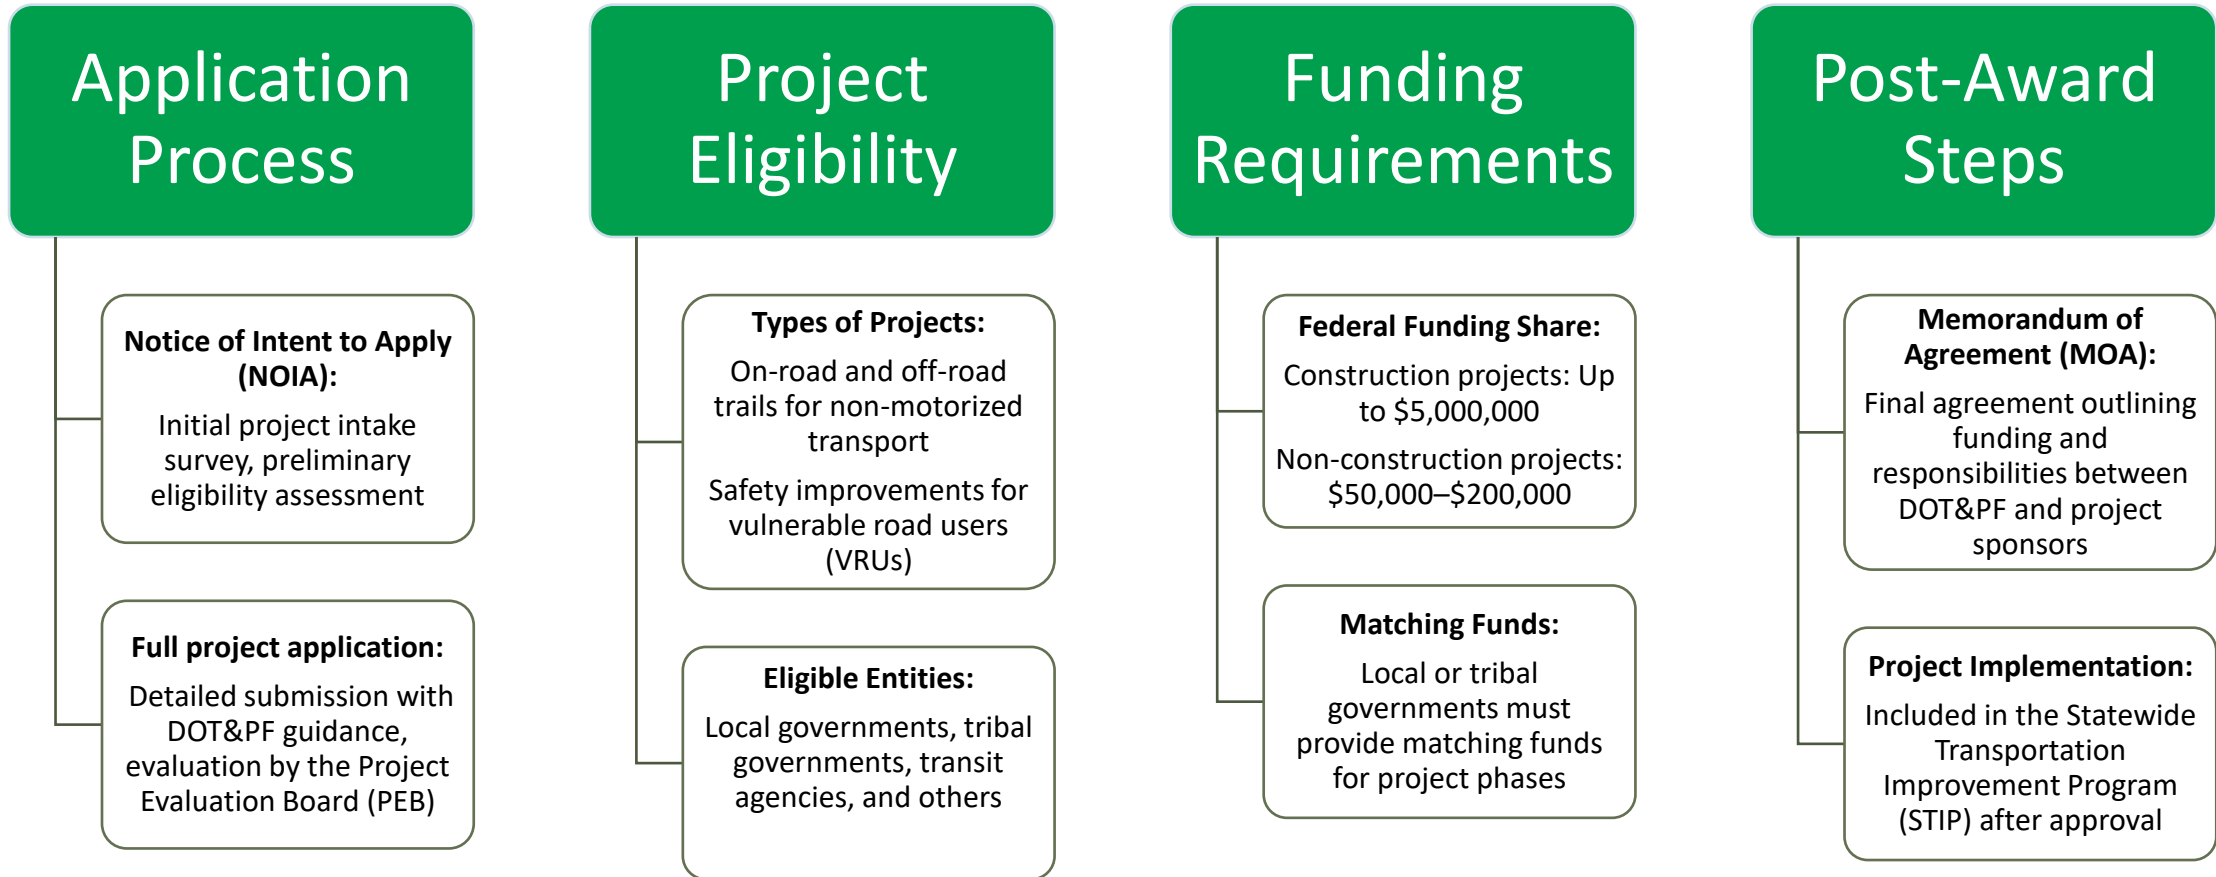 Application
Process
Notice of Intent to Apply
(NOIA):
Initial project intake
survey, preliminary
eligibility assessment
Full project application:
Detailed submission with
DOT&PF guidance,
evaluation by the Project
Evaluation Board (PEB)
Project
Eligibility
Types of Projects:
On-road and off-road
trails for non-motorized
transport
Safety improvements for
vulnerable road users
(VRUs)
Eligible Entities:
Local governments, tribal
governments, transit
agencies, and others
Funding
Requirements
Federal Funding Share:
Construction projects: Up
to $5,000,000
Non-construction projects:
$50,000–$200,000
Matching Funds:
Local or tribal
governments must
provide matching funds
for project phases
Post-Award
Steps
Memorandum of
Agreement (MOA):
Final agreement outlining
funding and
responsibilities between
DOT&PF and project
sponsors
Project Implementation:
Included in the Statewide
Transportation
Improvement Program
(STIP) after approval